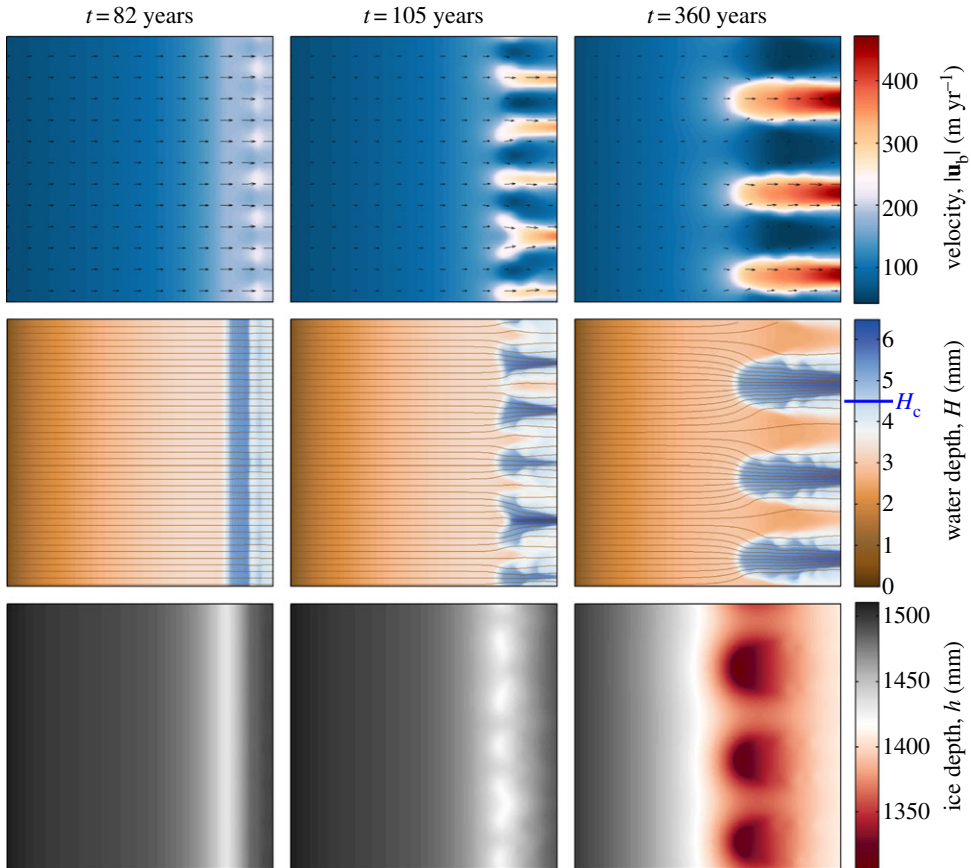 t = 82 years
t = 105 years
t = 360 years
400
300
200
100
velocity, |u_b| (m yr⁻¹)
6
5
H_c
4
3
2
1
0
water depth, H (mm)
1500
1450
1400
1350
ice depth, h (mm)